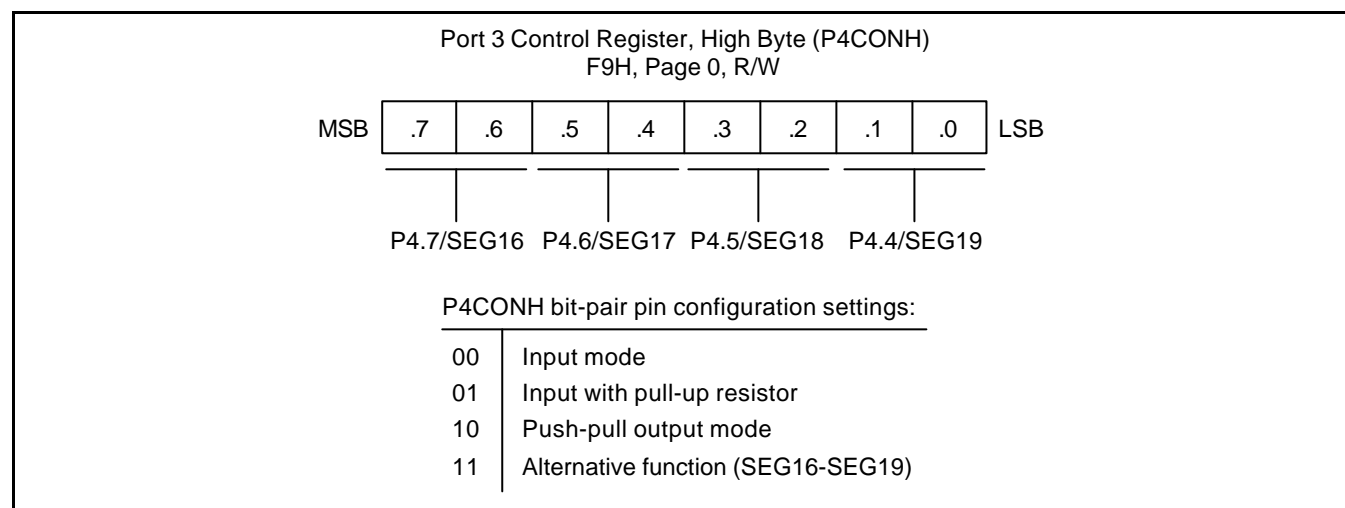 Port 3 Control Register, High Byte (P4CONH)
F9H, Page 0, R/W
MSB .7 .6 .5 .4 .3 .2 .1 .0 LSB
P4.7/SEG16 P4.6/SEG17 P4.5/SEG18 P4.4/SEG19
P4CONH bit-pair pin configuration settings:
00 Input mode
01 Input with pull-up resistor
10 Push-pull output mode
11 Alternative function (SEG16-SEG19)